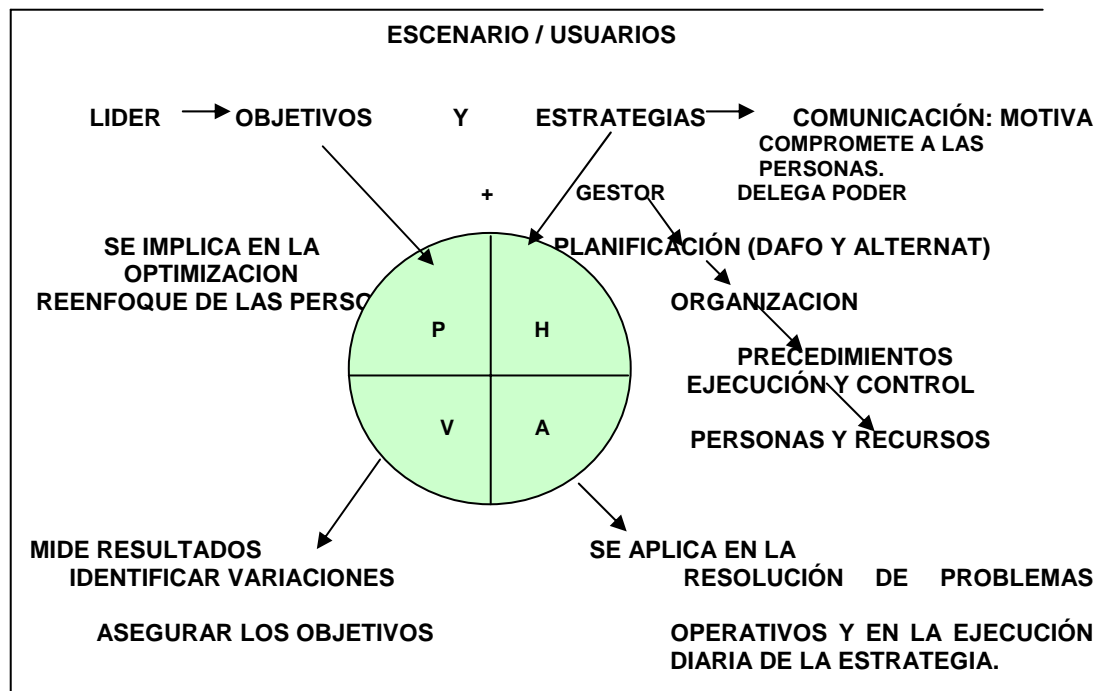 ESCENARIO / USUARIOS
LIDER OBJETIVOS Y ESTRATEGIAS COMUNICACIÓN: MOTIVA
COMPROMETE A LAS
PERSONAS.
+ GESTOR DELEGA PODER
SE IMPLICA EN LA PLANIFICACIÓN (DAFO Y ALTERNAT)
OPTIMIZACION
REENFOQUE DE LAS ORGANIZACION
P H
PRECEDIMIENTOS
EJECUCIÓN Y CONTROL
V A
PERSONAS Y RECURSOS
MIDE RESULTADOS SE APLICA EN LA
IDENTIFICAR VARIACIONES RESOLUCIÓN DE PROBLEMAS
ASEGURAR LOS OBJETIVOS OPERATIVOS Y EN LA EJECUCIÓN
DIARIA DE LA ESTRATEGIA.